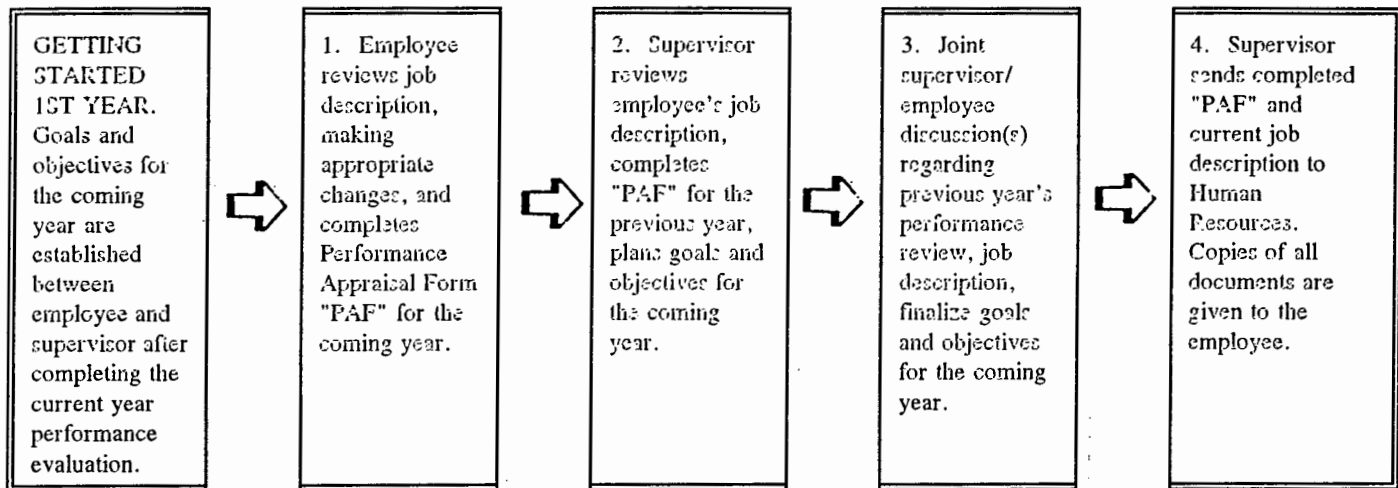 GETTING
STARTED
1ST YEAR.
Goals and
objectives for
the coming
year are
established
between
employee and
supervisor after
completing the
current year
performance
evaluation.
1. Employee
reviews job
description,
making
appropriate
changes, and
completes
Performance
Appraisal Form
"PAF" for the
coming year.
2. Supervisor
reviews
employee's job
description,
completes
"PAF" for the
previous year,
plans goals and
objectives for
the coming
year.
3. Joint
supervisor/
employee
discussion(s)
regarding
previous year's
performance
review, job
description,
finalize goals
and objectives
for the coming
year.
4. Supervisor
sends completed
"PAF" and
current job
description to
Human
Resources.
Copies of all
documents are
given to the
employee.